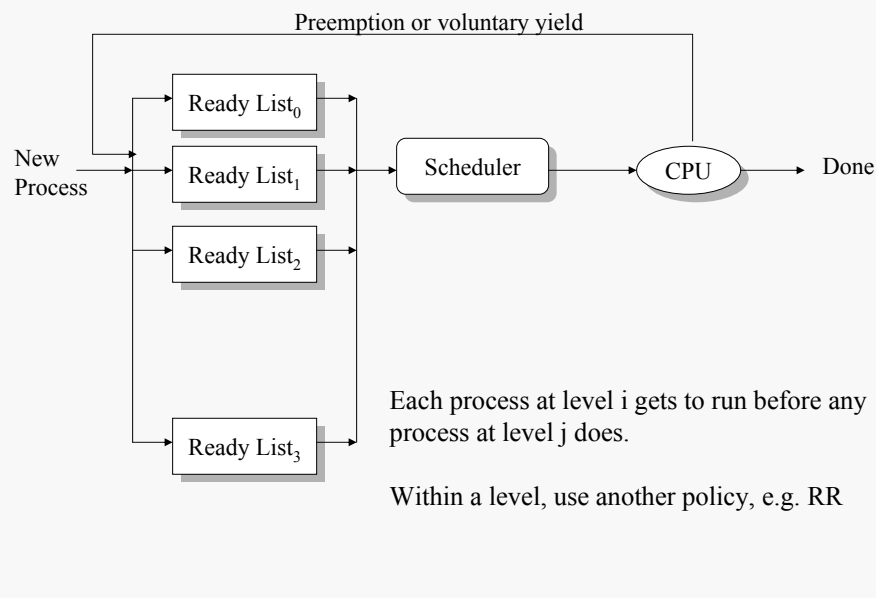 Preemption or voluntary yield
Ready List₀
New
Process
Ready List₁
Scheduler
CPU
Done
Ready List₂
Ready List₃
Each process at level i gets to run before any
process at level j does.
Within a level, use another policy, e.g. RR